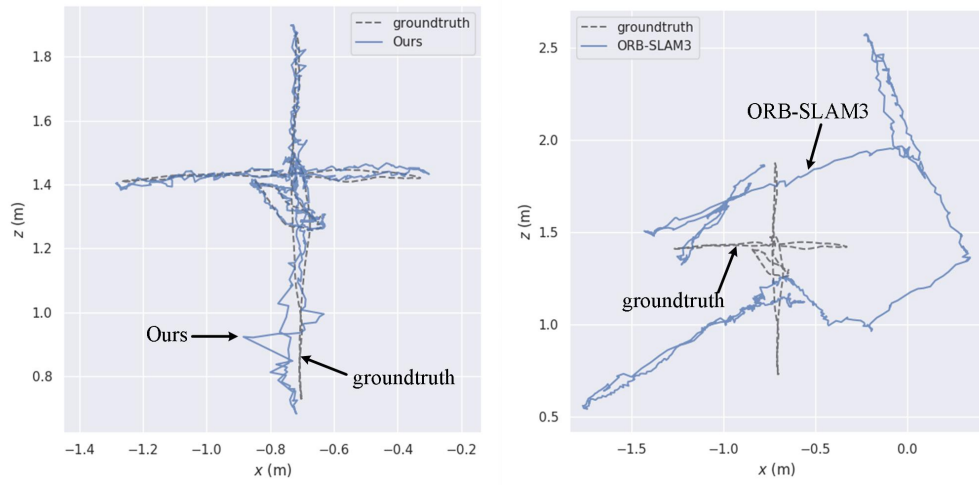 groundtruth
Ours
1.8
1.6
1.4
1.2
1.0
0.8
z (m)
Ours
groundtruth
−1.4 −1.2 −1.0 −0.8 −0.6 −0.4 −0.2
x (m)
groundtruth
ORB-SLAM3
2.5
2.0
1.5
1.0
0.5
z (m)
ORB-SLAM3
groundtruth
−1.5 −1.0 −0.5 0.0
x (m)